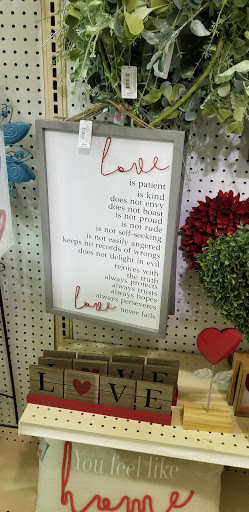 love
is patient
is kind
does not envy
does not boast
is not proud
is not rude
is not self-seeking
is not easily angered
keeps no records of wrongs
does not delight in evil
rejoices with
the truth
always protects
always trusts
always hopes
always perseveres
love never fails
LOVE
You feel like
home